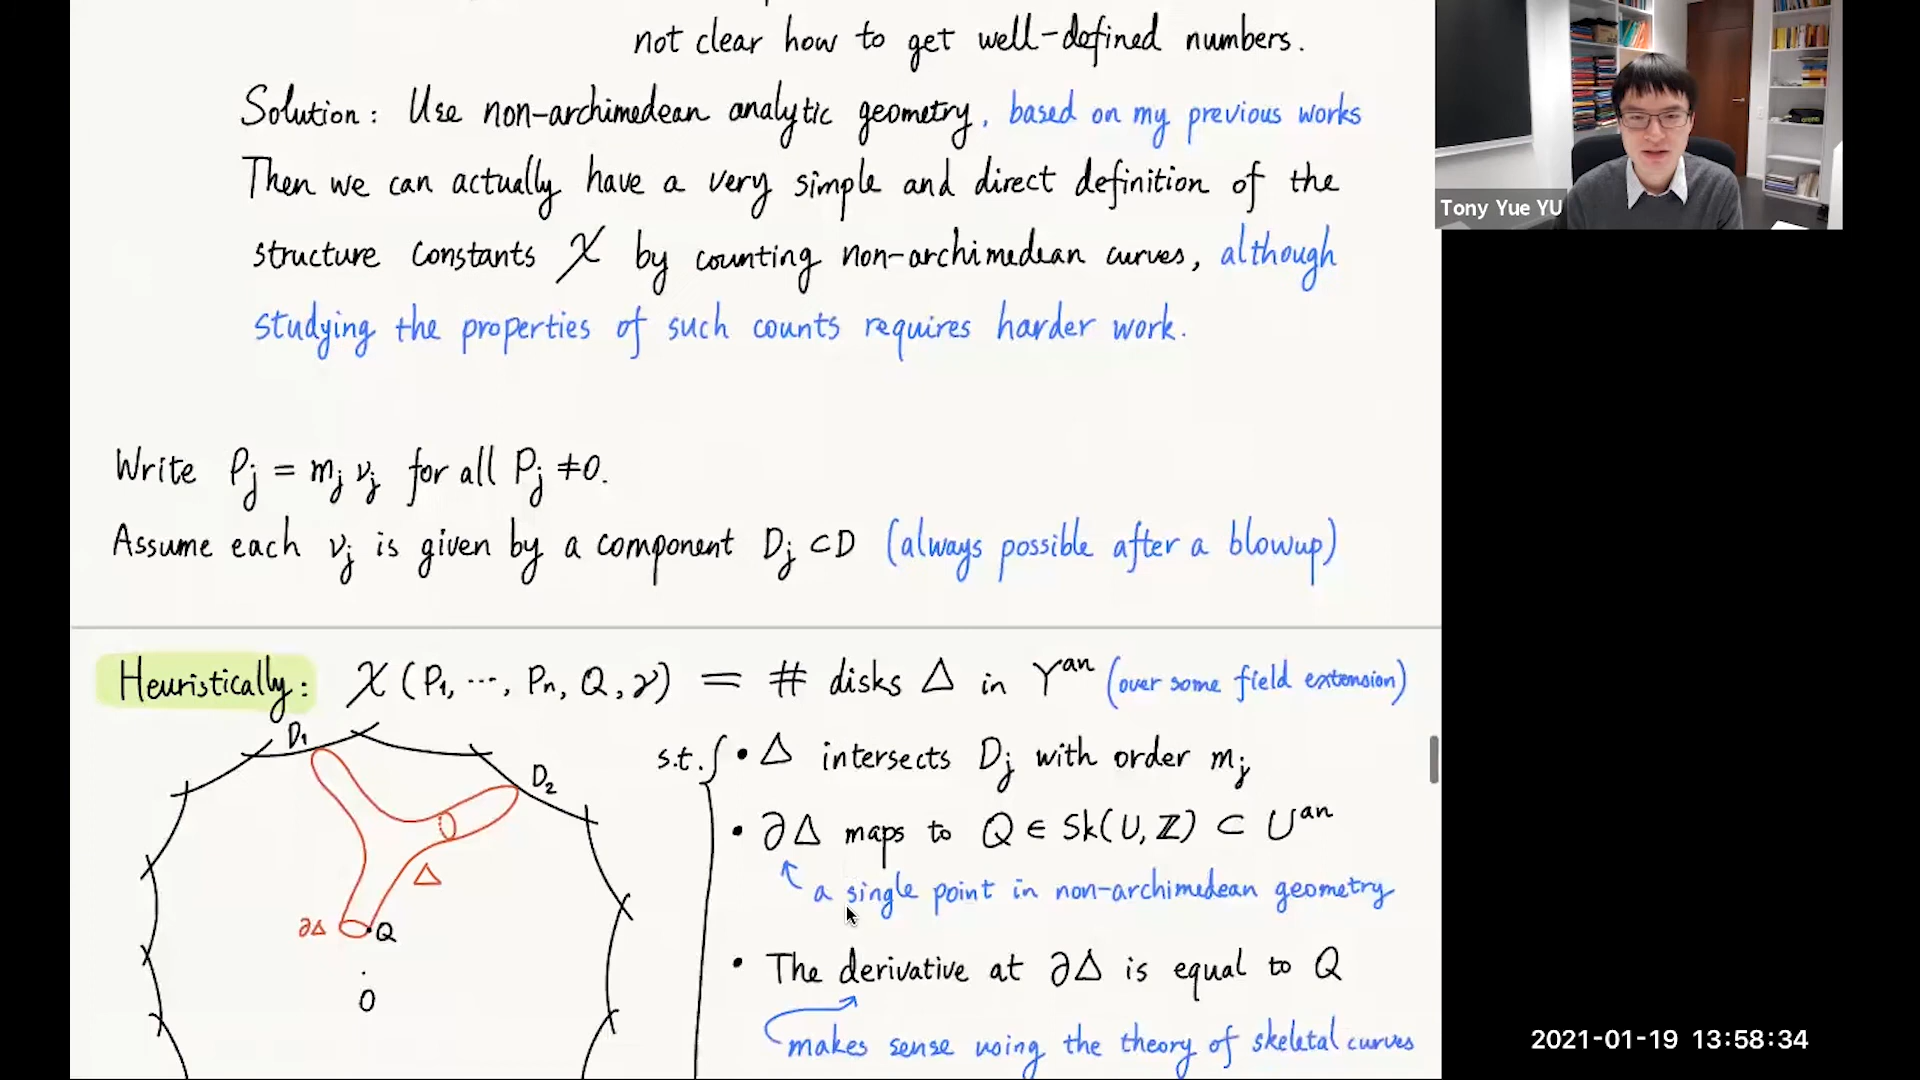 not clear how to get well-defined numbers.
Solution: Use non-archimedean analytic geometry, based on my previous works
Then we can actually have a very simple and direct definition of the
structure constants χ by counting non-archimedean curves, although
studying the properties of such counts requires harder work.
Write Pj = mj νj for all Pj ≠ 0.
Assume each νj is given by a component Dj ⊂ D (always possible after a blowup)
Heuristically: χ(P1, ⋯, Pn, Q, γ) = # disks Δ in Y^an (over some field extension)
s.t. { • Δ intersects Dj with order mj
• ∂Δ maps to Q ∈ Sk(U, ℤ) ⊂ U^an
a single point in non-archimedean geometry
• The derivative at ∂Δ is equal to Q
makes sense using the theory of skeletal curves
D1
D2
Δ
∂Δ
Q
O
Tony Yue YU
2021-01-19 13:58:34